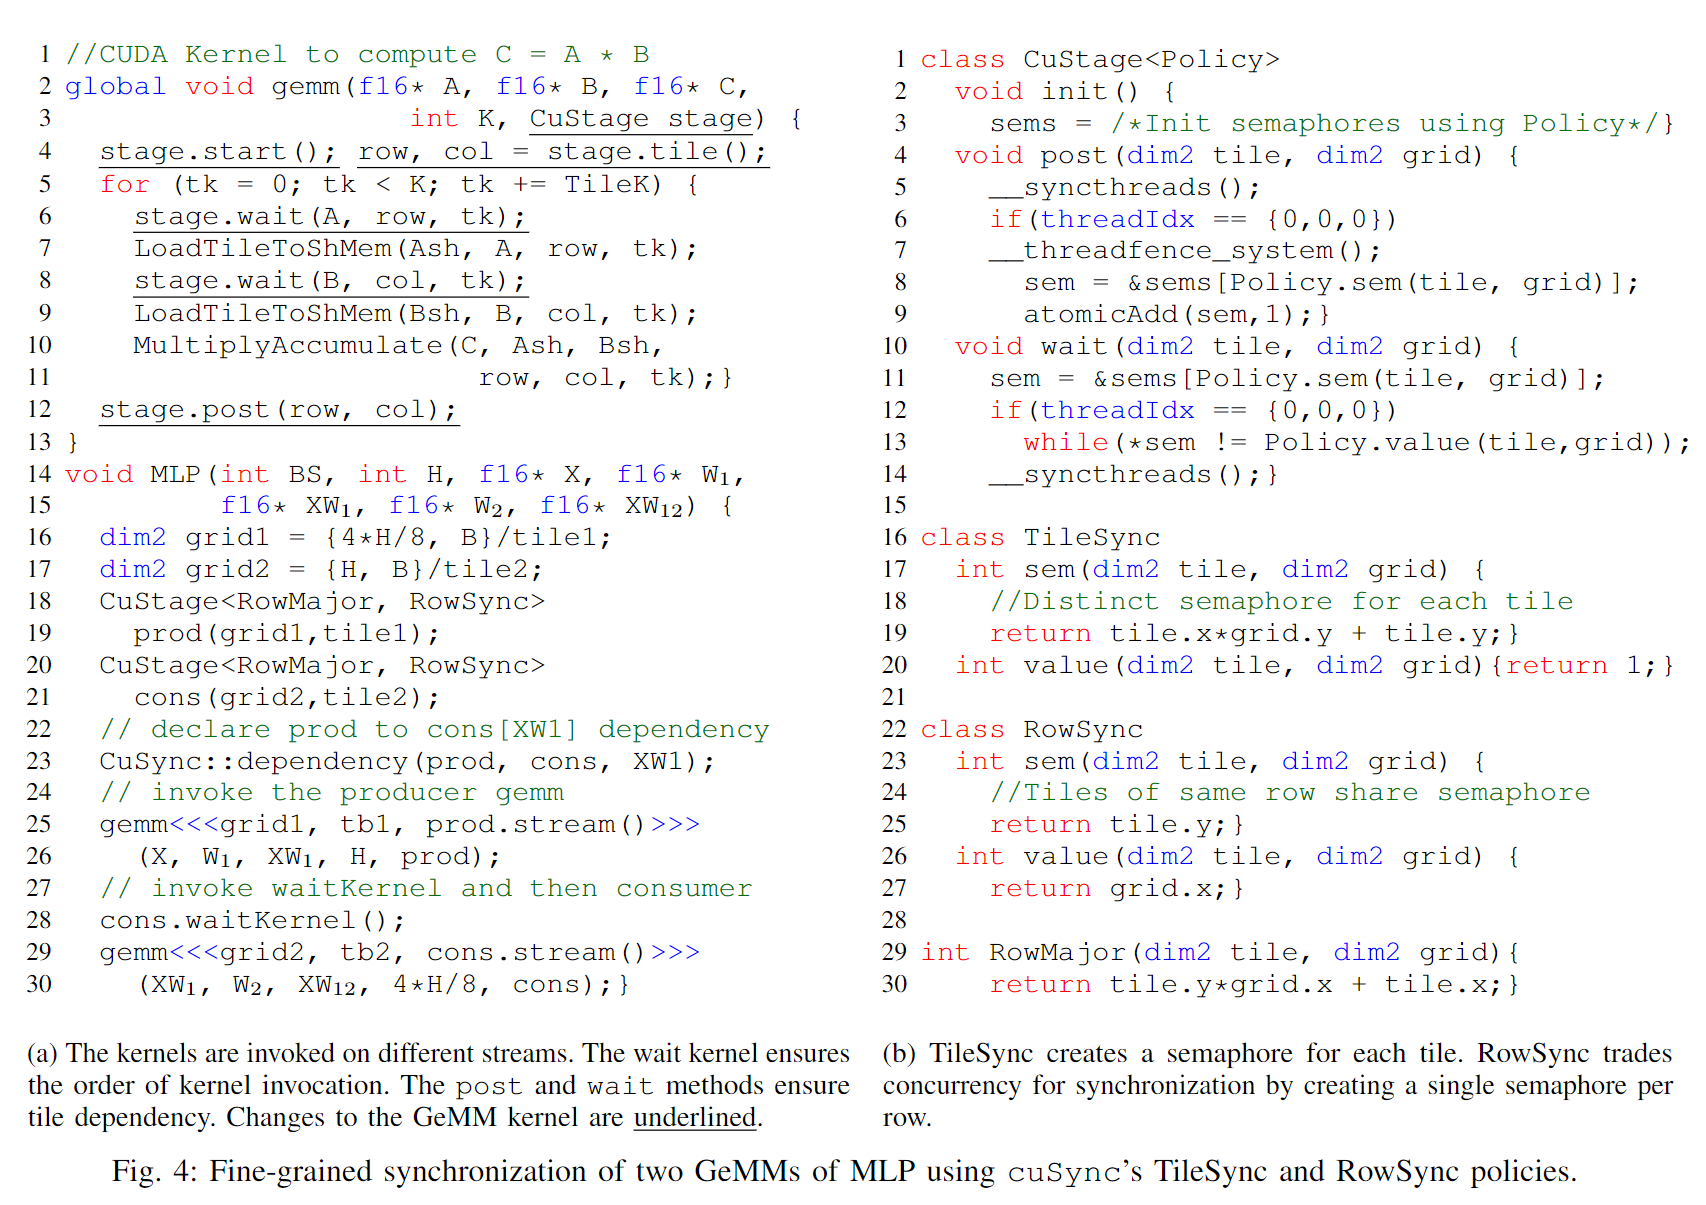 1 //CUDA Kernel to compute C = A * B
2 global void gemm(f16* A, f16* B, f16* C,
3 int K, CuStage stage) {
4 stage.start(); row, col = stage.tile();
5 for (tk = 0; tk < K; tk += TileK) {
6 stage.wait(A, row, tk);
7 LoadTileToShMem(Ash, A, row, tk);
8 stage.wait(B, col, tk);
9 LoadTileToShMem(Bsh, B, col, tk);
10 MultiplyAccumulate(C, Ash, Bsh,
11 row, col, tk);}
12 stage.post(row, col);
13 }
14 void MLP(int BS, int H, f16* X, f16* W₁,
15 f16* XW₁, f16* W₂, f16* XW₁₂) {
16 dim2 grid1 = {4*H/8, B}/tile1;
17 dim2 grid2 = {H, B}/tile2;
18 CuStage<RowMajor, RowSync>
19 prod(grid1,tile1);
20 CuStage<RowMajor, RowSync>
21 cons(grid2,tile2);
22 // declare prod to cons[XW1] dependency
23 CuSync::dependency(prod, cons, XW1);
24 // invoke the producer gemm
25 gemm<<<grid1, tb1, prod.stream()>>>
26 (X, W₁, XW₁, H, prod);
27 // invoke waitKernel and then consumer
28 cons.waitKernel();
29 gemm<<<grid2, tb2, cons.stream()>>>
30 (XW₁, W₂, XW₁₂, 4*H/8, cons);}
(a) The kernels are invoked on different streams. The wait kernel ensures
the order of kernel invocation. The post and wait methods ensure
tile dependency. Changes to the GeMM kernel are underlined.
1 class CuStage<Policy>
2 void init() {
3 sems = /*Init semaphores using Policy*/}
4 void post(dim2 tile, dim2 grid) {
5 __syncthreads();
6 if(threadIdx == {0,0,0})
7 __threadfence_system();
8 sem = &sems[Policy.sem(tile, grid)];
9 atomicAdd(sem,1);}
10 void wait(dim2 tile, dim2 grid) {
11 sem = &sems[Policy.sem(tile, grid)];
12 if(threadIdx == {0,0,0})
13 while(*sem != Policy.value(tile,grid));
14 __syncthreads();}
15
16 class TileSync
17 int sem(dim2 tile, dim2 grid) {
18 //Distinct semaphore for each tile
19 return tile.x*grid.y + tile.y;}
20 int value(dim2 tile, dim2 grid){return 1;}
21
22 class RowSync
23 int sem(dim2 tile, dim2 grid) {
24 //Tiles of same row share semaphore
25 return tile.y;}
26 int value(dim2 tile, dim2 grid) {
27 return grid.x;}
28
29 int RowMajor(dim2 tile, dim2 grid){
30 return tile.y*grid.x + tile.x;}
(b) TileSync creates a semaphore for each tile. RowSync trades
concurrency for synchronization by creating a single semaphore per
row.
Fig. 4: Fine-grained synchronization of two GeMMs of MLP using cuSync's TileSync and RowSync policies.